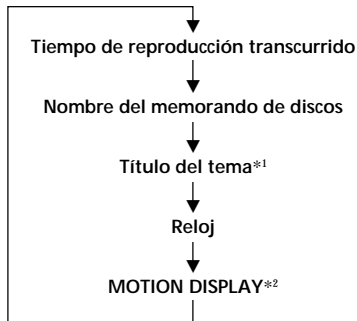 Tiempo de reproducción transcurrido
Nombre del memorando de discos
Título del tema*1
Reloj
MOTION DISPLAY*2